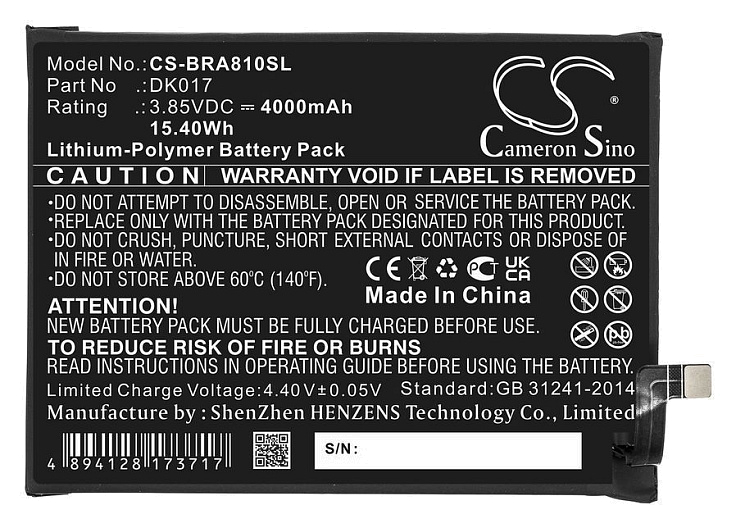 Model No.:CS-BRA810SL
Part No .:DK017
Rating .:3.85VDC ⎓ 4000mAh
15.40Wh
Lithium-Polymer Battery Pack
CS
®
Cameron Sino
CAUTION WARRANTY VOID IF LABEL IS REMOVED
•DO NOT ATTEMPT TO DISASSEMBLE, OPEN OR SERVICE THE BATTERY PACK.
•REPLACE ONLY WITH THE BATTERY PACK DESIGNATED FOR THIS PRODUCT.
•DO NOT CRUSH, PUNCTURE, SHORT EXTERNAL CONTACTS OR DISPOSE OF
IN FIRE OR WATER.
•DO NOT STORE ABOVE 60°C (140°F).
CE PCT UKCA
Made In China
Pb
ATTENTION!
NEW BATTERY PACK MUST BE FULLY CHARGED BEFORE USE.
TO REDUCE RISK OF FIRE OR BURNS
READ INSTRUCTIONS IN OPERATING GUIDE BEFORE USING THE BATTERY.
Limited Charge Voltage:4.40V±0.05V Standard:GB 31241-2014
Manufacture by : ShenZhen HENZENS Technology Co., Limited
4 894128 173717
S/N: